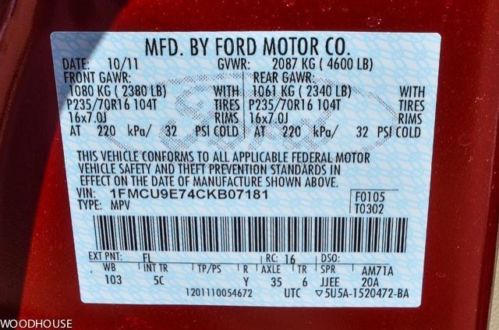 MFD. BY FORD MOTOR CO.
DATE: 10/11 GVWR: 2087 KG ( 4600 LB)
FRONT GAWR: REAR GAWR:
1080 KG ( 2380 LB) 1061 KG ( 2340 LB)
P235/70R16 104T TIRES P235/70R16 104T
16x7.0J RIMS 16x7.0J
AT 220 kPa/ 32 PSI COLD AT 220 kPa/ 32 PSI COLD
THIS VEHICLE CONFORMS TO ALL APPLICABLE FEDERAL MOTOR
VEHICLE SAFETY AND THEFT PREVENTION STANDARDS IN EFFECT ON
THE DATE OF MANUFACTURE SHOWN ABOVE.
VIN: 1FMCU9E74CKB07181 F0105
TYPE: MPV T0302
EXT PNT: FL RC: 16 DSO:
WB INT TR TP/PS R AXLE TR AM71A
103 5C Y 35 6 JJEE 20A
1201110054672 UTC 5U5A-1520472-BA
WOODHOUSE